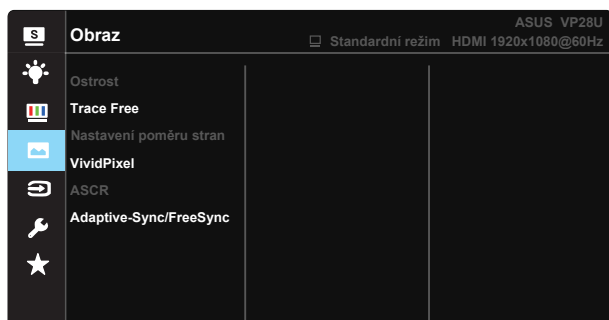 S
Obraz
ASUS VP28U
Standardní režim HDMI 1920x1080@60Hz
Ostrost
Trace Free
Nastavení poměru stran
VividPixel
ASCR
Adaptive-Sync/FreeSync